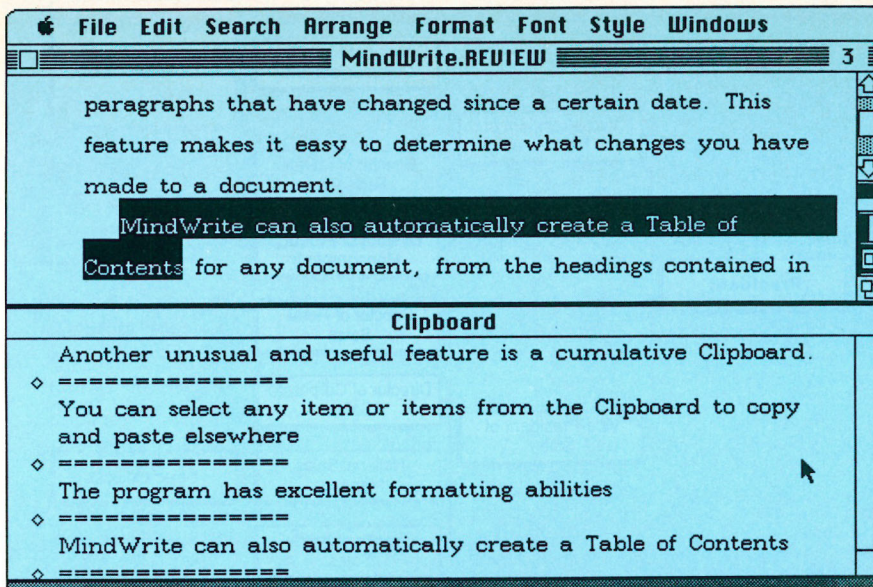 File Edit Search Arrange Format Font Style Windows
MindWrite.REVIEW 3
paragraphs that have changed since a certain date. This
feature makes it easy to determine what changes you have
made to a document.
MindWrite can also automatically create a Table of
Contents for any document, from the headings contained in
Clipboard
Another unusual and useful feature is a cumulative Clipboard.
===============
You can select any item or items from the Clipboard to copy
and paste elsewhere
===============
The program has excellent formatting abilities
===============
MindWrite can also automatically create a Table of Contents
===============